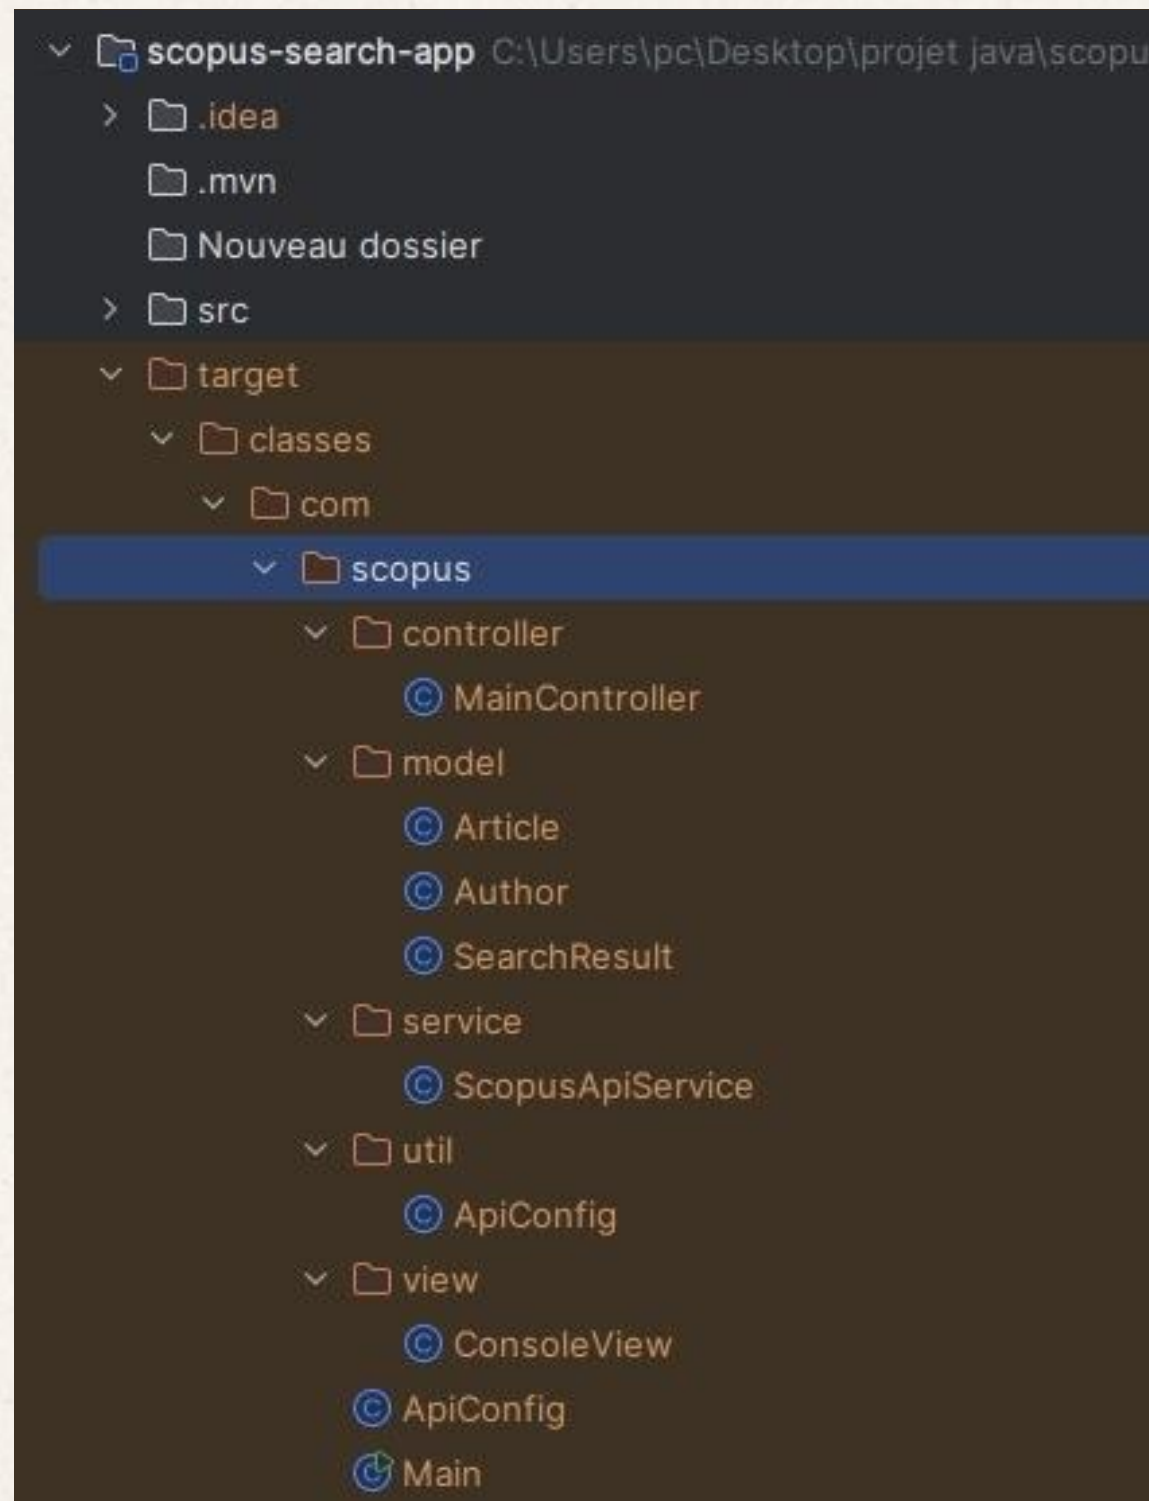 scopus-search-app C:\Users\pc\Desktop\projet java\scopu
.idea
.mvn
Nouveau dossier
src
target
classes
com
scopus
controller
MainController
model
Article
Author
SearchResult
service
ScopusApiService
util
ApiConfig
view
ConsoleView
ApiConfig
Main